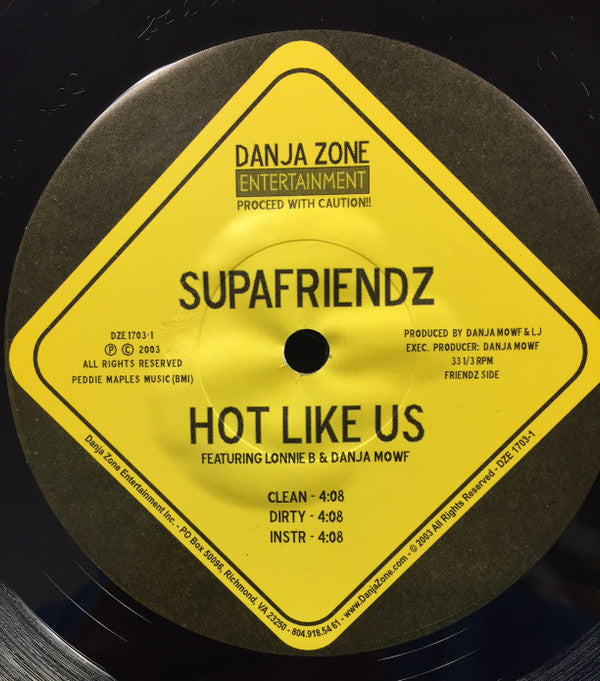 DANJA ZONE
ENTERTAINMENT
PROCEED WITH CAUTION!!
SUPAFRIENDZ
DZE 1703-1
Ⓟ © 2003
ALL RIGHTS RESERVED
PEDDIE MAPLES MUSIC (BMI)
PRODUCED BY DANJA MOWF & LJ
EXEC. PRODUCER: DANJA MOWF
33 1/3 RPM
FRIENDZ SIDE
HOT LIKE US
FEATURING LONNIE B & DANJA MOWF
CLEAN - 4:08
DIRTY - 4:08
INSTR - 4:08
Danja Zone Entertainment Inc. - PO Box 50096, Richmond, VA 23250 - 804.918.54 61 - www.DanjaZone.com - © 2003 All Rights Reserved - DZE 1703-1